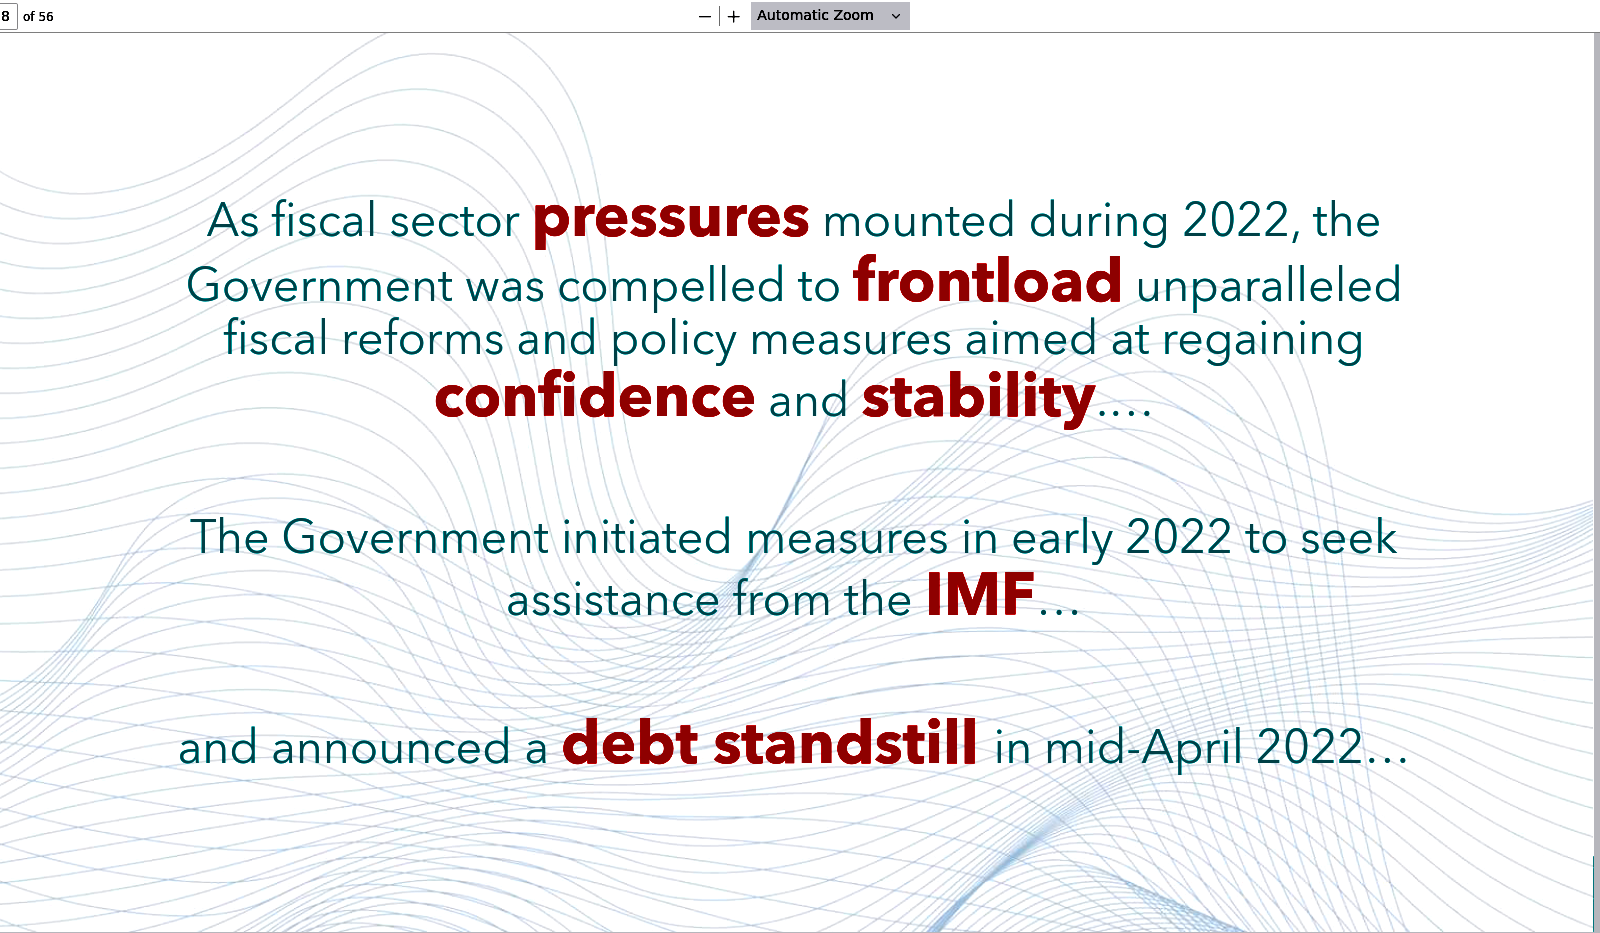 8 of 56 − + Automatic Zoom
As fiscal sector pressures mounted during 2022, the
Government was compelled to frontload unparalleled
fiscal reforms and policy measures aimed at regaining
confidence and stability....
The Government initiated measures in early 2022 to seek
assistance from the IMF...
and announced a debt standstill in mid-April 2022...